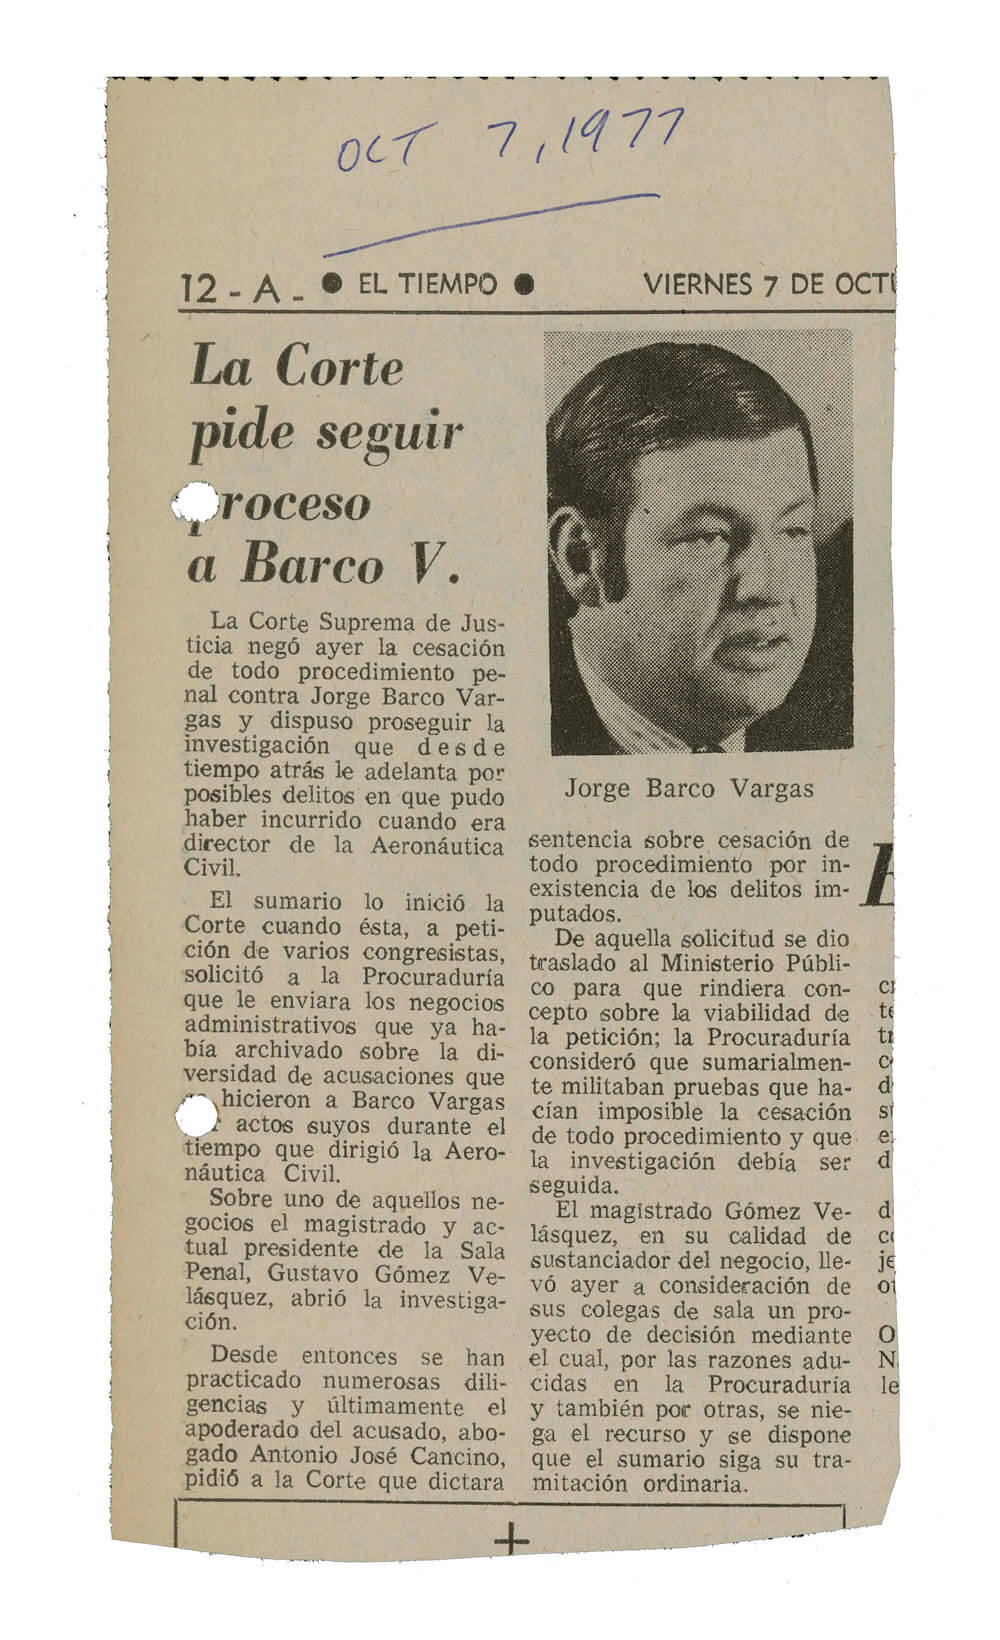 OCT 7, 1977
12 - A - ● EL TIEMPO ● VIERNES 7 DE OCTU
La Corte
pide seguir
proceso
a Barco V.
La Corte Suprema de Jus-
ticia negó ayer la cesación
de todo procedimiento pe-
nal contra Jorge Barco Var-
gas y dispuso proseguir la
investigación que desde
tiempo atrás le adelanta por
posibles delitos en que pudo
haber incurrido cuando era
director de la Aeronáutica
Civil.
El sumario lo inició la
Corte cuando ésta, a peti-
ción de varios congresistas,
solicitó a la Procuraduría
que le enviara los negocios
administrativos que ya ha-
bía archivado sobre la di-
versidad de acusaciones que
hicieron a Barco Vargas
actos suyos durante el
tiempo que dirigió la Aero-
náutica Civil.
Sobre uno de aquellos ne-
gocios el magistrado y ac-
tual presidente de la Sala
Penal, Gustavo Gómez Ve-
lásquez, abrió la investiga-
ción.
Desde entonces se han
practicado numerosas dili-
gencias y últimamente el
apoderado del acusado, abo-
gado Antonio José Cancino,
pidió a la Corte que dictara
Jorge Barco Vargas
sentencia sobre cesación de
todo procedimiento por in-
existencia de los delitos im-
putados.
De aquella solicitud se dio
traslado al Ministerio Públi-
co para que rindiera con-
cepto sobre la viabilidad de
la petición; la Procuraduría
consideró que sumarialmen-
te militaban pruebas que ha-
cían imposible la cesación
de todo procedimiento y que
la investigación debía ser
seguida.
El magistrado Gómez Ve-
lásquez, en su calidad de
sustanciador del negocio, lle-
vó ayer a consideración de
sus colegas de sala un pro-
yecto de decisión mediante
el cual, por las razones adu-
cidas en la Procuraduría
y también por otras, se nie-
ga el recurso y se dispone
que el sumario siga su tra-
mitación ordinaria.